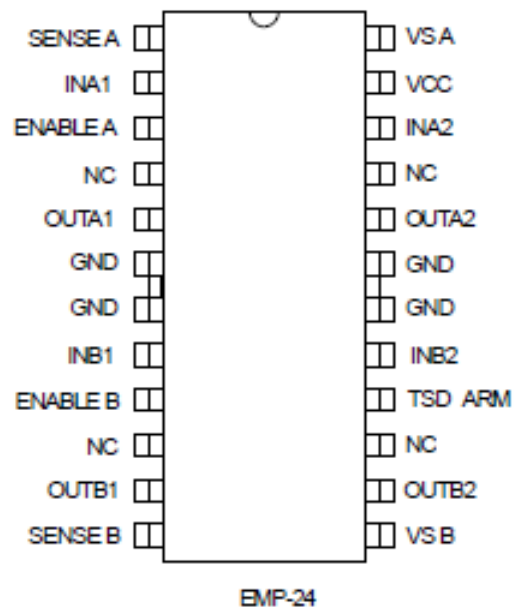 SENSE A VS A
INA1 VCC
ENABLE A INA2
NC NC
OUTA1 OUTA2
GND GND
GND GND
INB1 INB2
ENABLE B TSD ARM
NC NC
OUTB1 OUTB2
SENSE B VS B
EMP-24